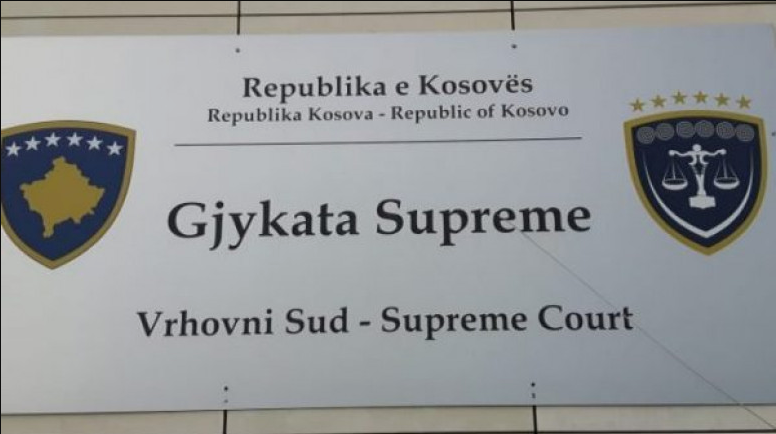 Republika e Kosovës
Republika Kosova - Republic of Kosovo
Gjykata Supreme
Vrhovni Sud - Supreme Court